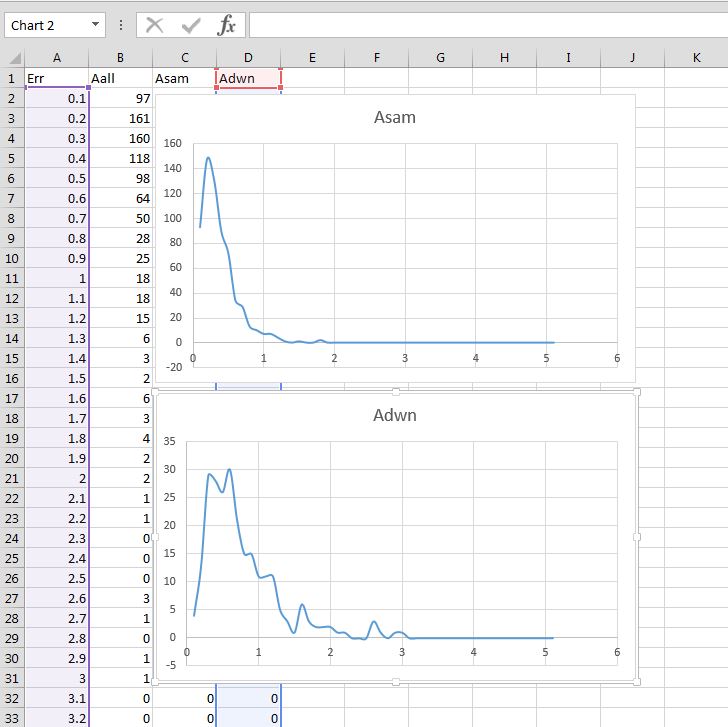 Chart 2
fx
A B C D E F G H I J K
1 Err Aall Asam Adwn
2 0.1 97
3 0.2 161
4 0.3 160
5 0.4 118
6 0.5 98
7 0.6 64
8 0.7 50
9 0.8 28
10 0.9 25
11 1 18
12 1.1 18
13 1.2 15
14 1.3 6
15 1.4 3
16 1.5 2
17 1.6 6
18 1.7 3
19 1.8 4
20 1.9 2
21 2 2
22 2.1 1
23 2.2 1
24 2.3 0
25 2.4 0
26 2.5 0
27 2.6 3
28 2.7 1
29 2.8 0
30 2.9 1
31 3 1
32 3.1 0 0 0
33 3.2 0 0 0
Asam
160
140
120
100
80
60
40
20
0
-20
0 1 2 3 4 5 6
Adwn
35
30
25
20
15
10
5
0
-5
0 1 2 3 4 5 6